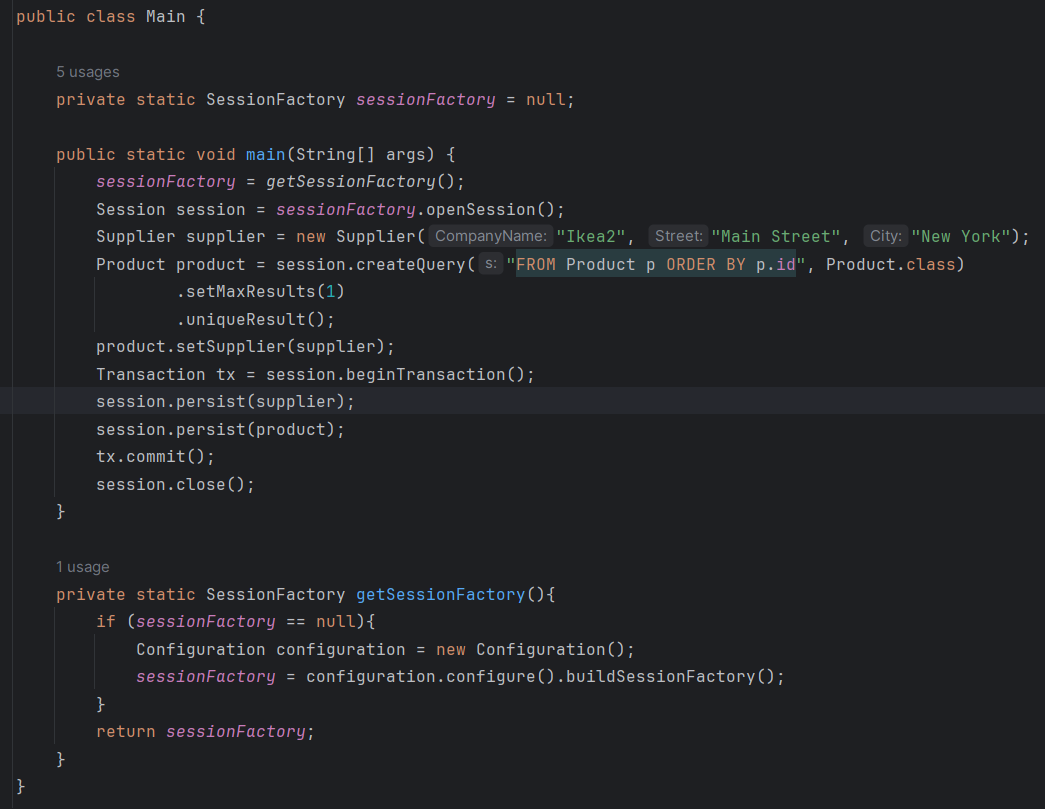 public class Main {
5 usages
private static SessionFactory sessionFactory = null;
public static void main(String[] args) {
sessionFactory = getSessionFactory();
Session session = sessionFactory.openSession();
Supplier supplier = new Supplier( CompanyName: "Ikea2", Street: "Main Street", City: "New York");
Product product = session.createQuery( s: "FROM Product p ORDER BY p.id", Product.class)
.setMaxResults(1)
.uniqueResult();
product.setSupplier(supplier);
Transaction tx = session.beginTransaction();
session.persist(supplier);
session.persist(product);
tx.commit();
session.close();
}
1 usage
private static SessionFactory getSessionFactory(){
if (sessionFactory == null){
Configuration configuration = new Configuration();
sessionFactory = configuration.configure().buildSessionFactory();
}
return sessionFactory;
}
}